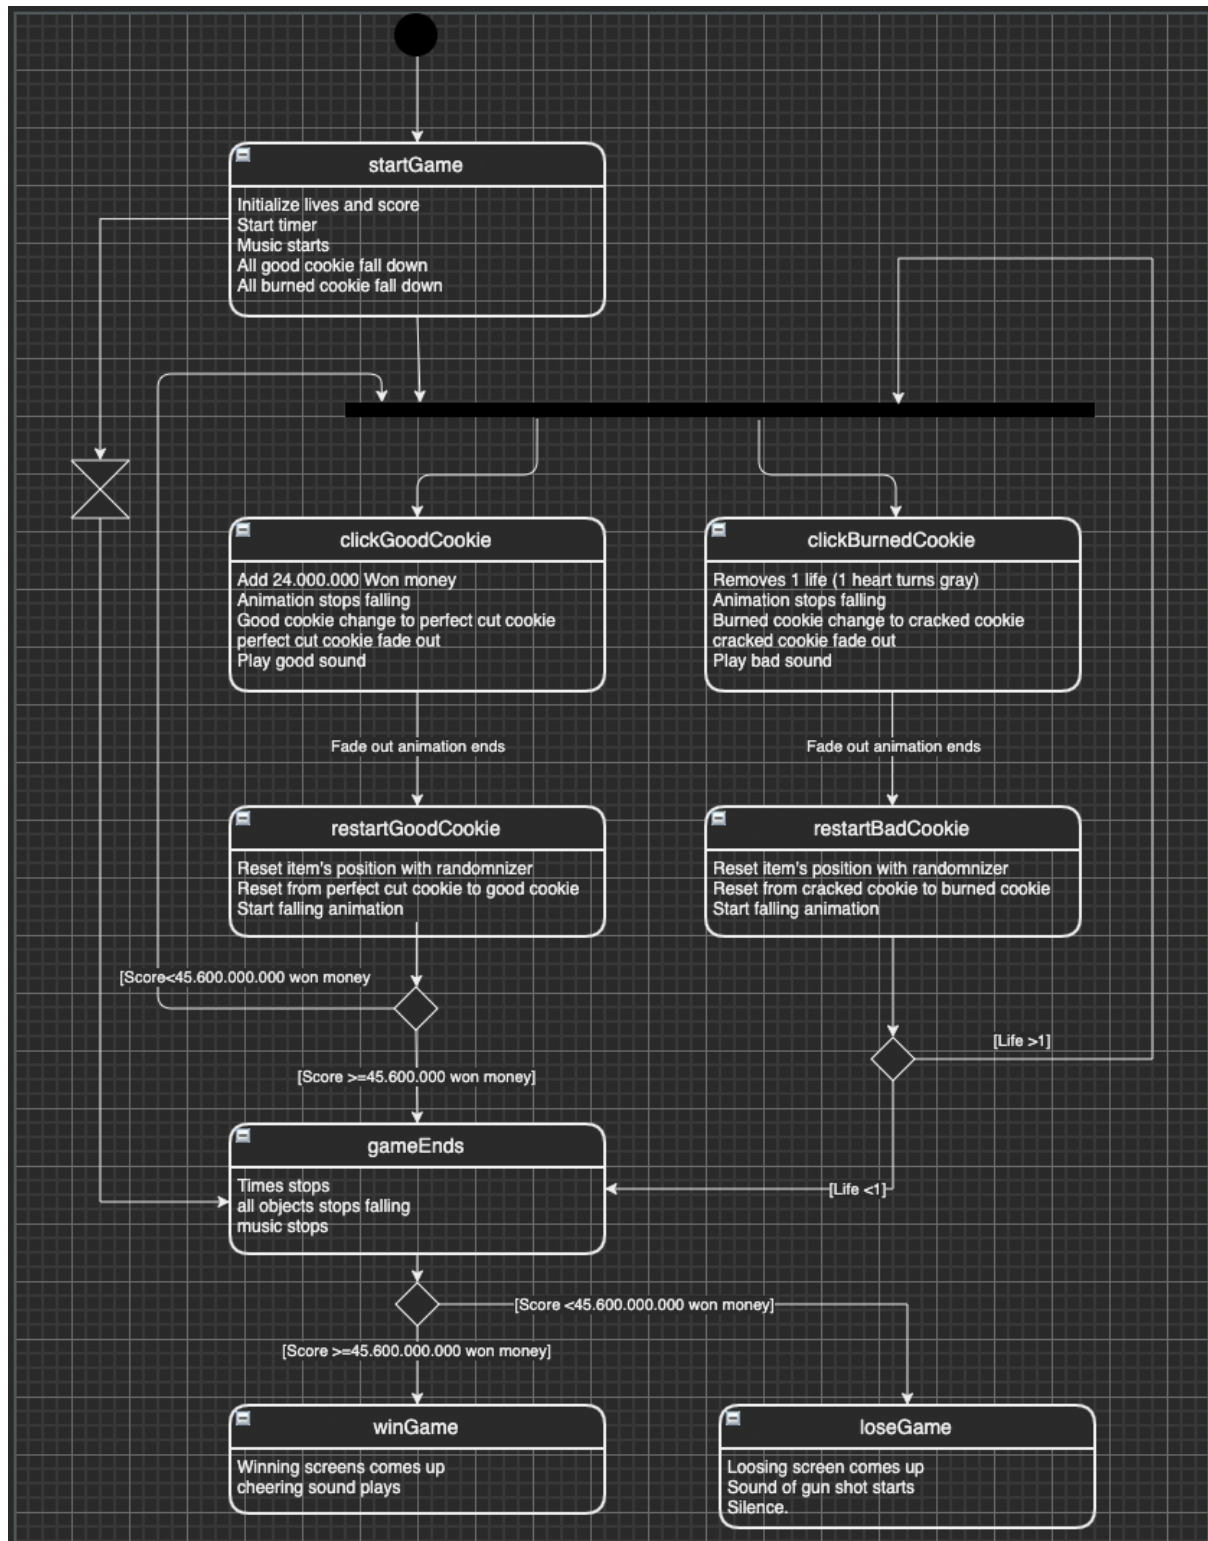 startGame
Initialize lives and score
Start timer
Music starts
All good cookie fall down
All burned cookie fall down
clickGoodCookie
Add 24.000.000 Won money
Animation stops falling
Good cookie change to perfect cut cookie
perfect cut cookie fade out
Play good sound
clickBurnedCookie
Removes 1 life (1 heart turns gray)
Animation stops falling
Burned cookie change to cracked cookie
cracked cookie fade out
Play bad sound
Fade out animation ends
Fade out animation ends
restartGoodCookie
Reset item's position with randomnizer
Reset from perfect cut cookie to good cookie
Start falling animation
restartBadCookie
Reset item's position with randomnizer
Reset from cracked cookie to burned cookie
Start falling animation
[Score<45.600.000.000 won money
[Life >1]
[Score >=45.600.000 won money]
gameEnds
Times stops
all objects stops falling
music stops
[Life <1]
[Score <45.600.000.000 won money]
[Score >=45.600.000.000 won money]
winGame
Winning screens comes up
cheering sound plays
loseGame
Loosing screen comes up
Sound of gun shot starts
Silence.